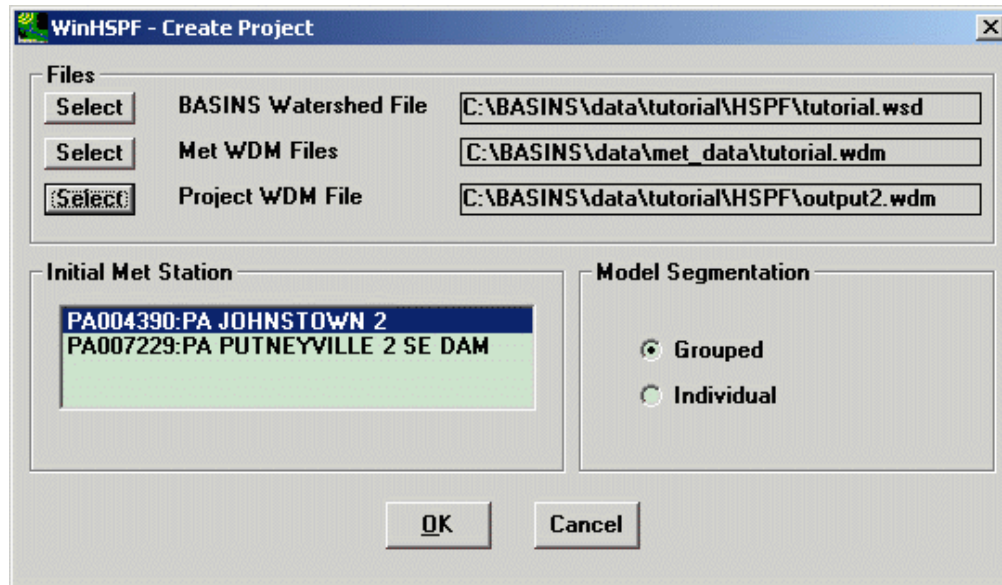 WinHSPF - Create Project
Files
Select BASINS Watershed File C:\BASINS\data\tutorial\HSPF\tutorial.wsd
Select Met WDM Files C:\BASINS\data\met_data\tutorial.wdm
Select Project WDM File C:\BASINS\data\tutorial\HSPF\output2.wdm
Initial Met Station
PA004390:PA JOHNSTOWN 2
PA007229:PA PUTNEYVILLE 2 SE DAM
Model Segmentation
Grouped
Individual
OK Cancel